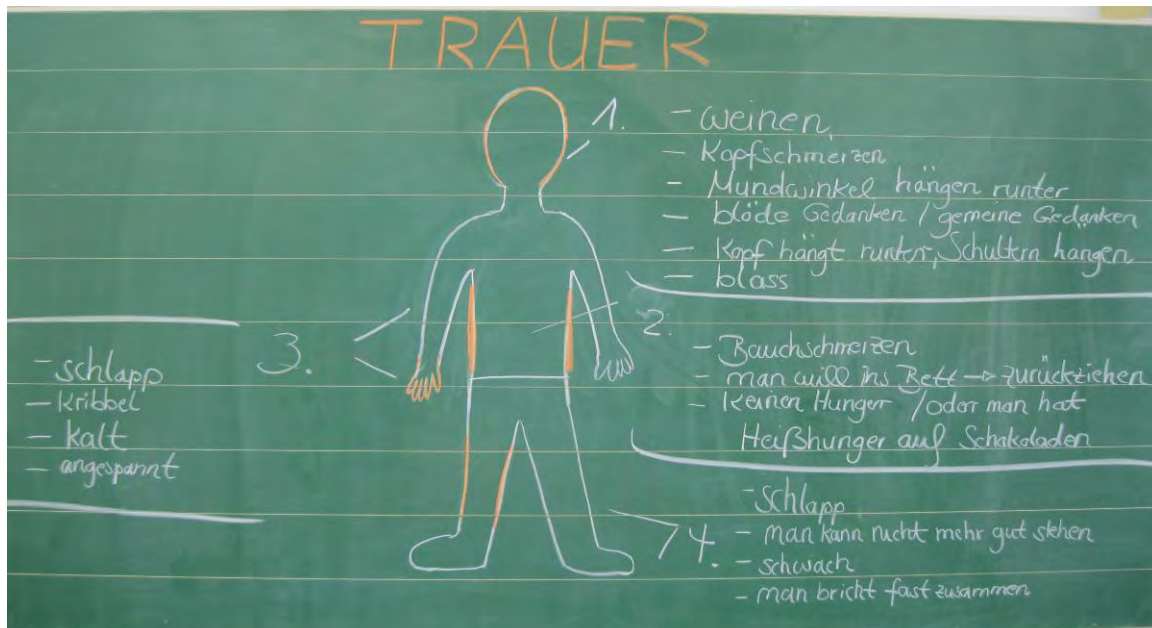 TRAUER
1.
- weinen,
- Kopfschmerzen
- Mundwinkel hängen runter
- blöde Gedanken / gemeine Gedanken
- Kopf hängt runter, Schultern hängen
- blass
2.
- Bauchschmerzen
- man will ins Bett → zurückziehen
- Keinen Hunger / oder man hat
Heißhunger auf Schokoladen
3.
- schlapp
- Kribbel
- kalt
- angespannt
4.
- schlapp
- man kann nicht mehr gut stehen
- schwach
- man bricht fast zusammen